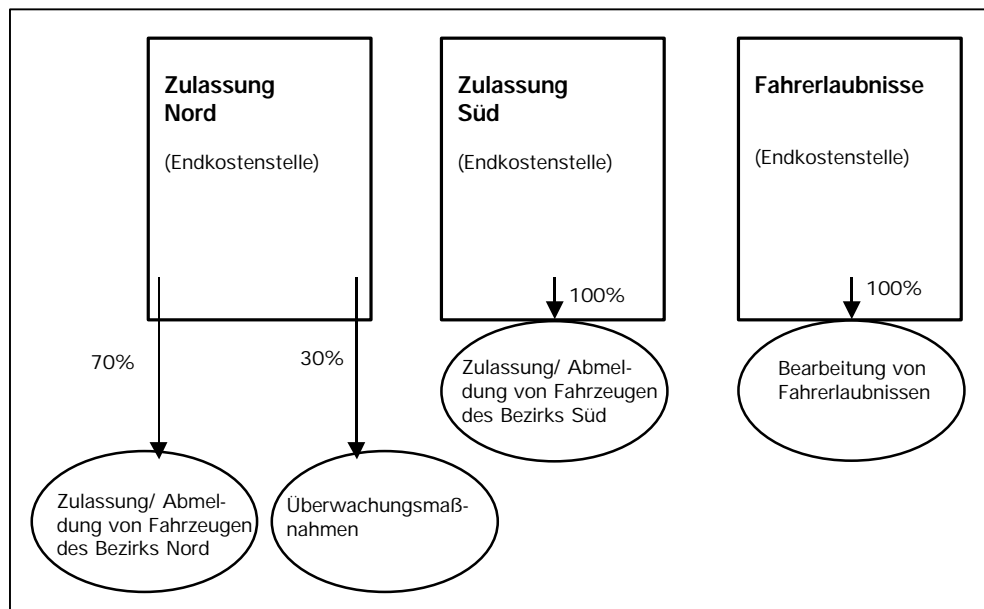 Zulassung
Nord
(Endkostenstelle)
Zulassung
Süd
(Endkostenstelle)
Fahrerlaubnisse
(Endkostenstelle)
70%
30%
100%
100%
Zulassung/ Abmel-
dung von Fahrzeugen
des Bezirks Nord
Überwachungsmaß-
nahmen
Zulassung/ Abmel-
dung von Fahrzeugen
des Bezirks Süd
Bearbeitung von
Fahrerlaubnissen